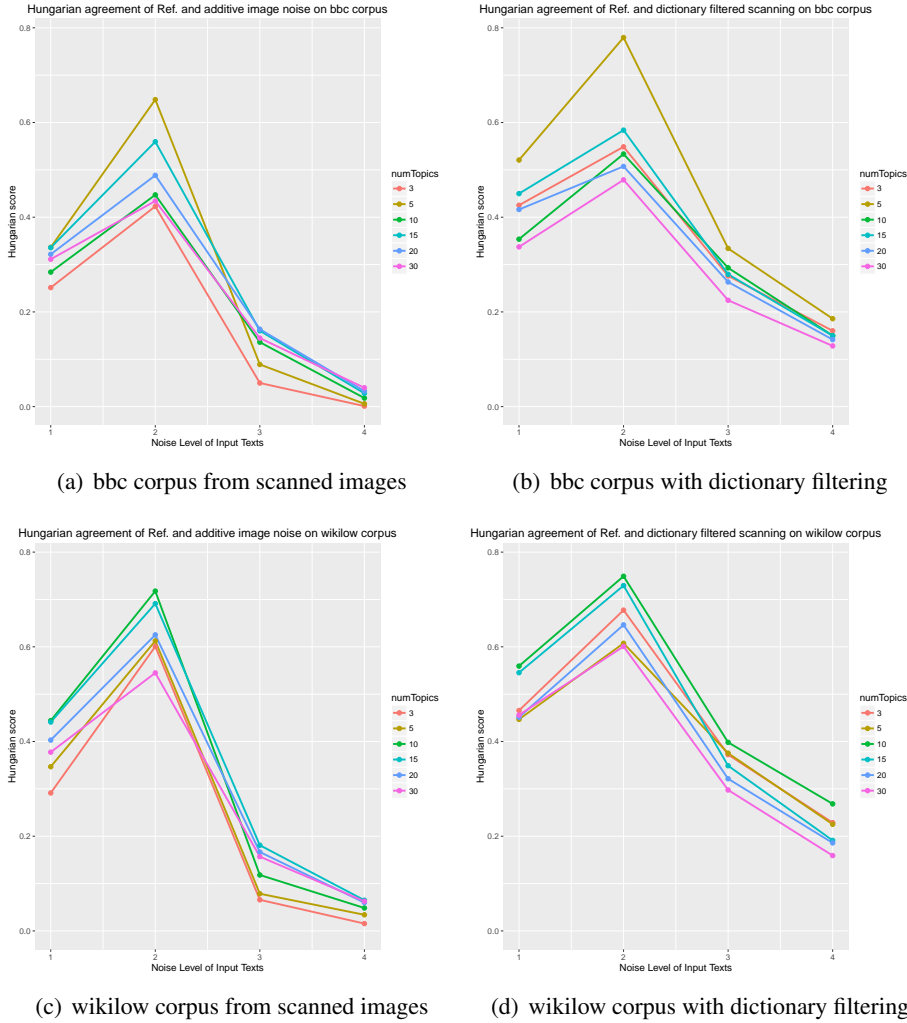 Hungarian agreement of Ref. and additive image noise on bbc corpus
0.8
0.6
0.4
0.2
0.0
Hungarian score
1 2 3 4
Noise Level of Input Texts
numTopics
3
5
10
15
20
30
(a) bbc corpus from scanned images
Hungarian agreement of Ref. and dictionary filtered scanning on bbc corpus
0.8
0.6
0.4
0.2
0.0
Hungarian score
1 2 3 4
Noise Level of Input Texts
numTopics
3
5
10
15
20
30
(b) bbc corpus with dictionary filtering
Hungarian agreement of Ref. and additive image noise on wikilow corpus
0.8
0.6
0.4
0.2
0.0
Hungarian score
1 2 3 4
Noise Level of Input Texts
numTopics
3
5
10
15
20
30
(c) wikilow corpus from scanned images
Hungarian agreement of Ref. and dictionary filtered scanning on wikilow corpus
0.8
0.6
0.4
0.2
0.0
Hungarian score
1 2 3 4
Noise Level of Input Texts
numTopics
3
5
10
15
20
30
(d) wikilow corpus with dictionary filtering